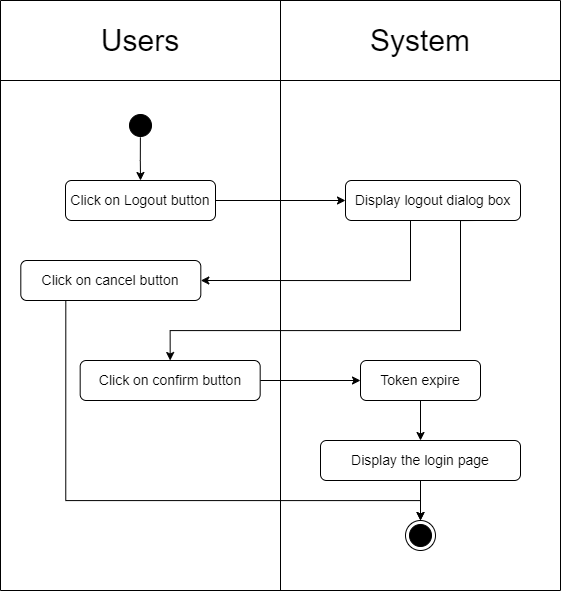 Users
System
Click on Logout button
Display logout dialog box
Click on cancel button
Click on confirm button
Token expire
Display the login page